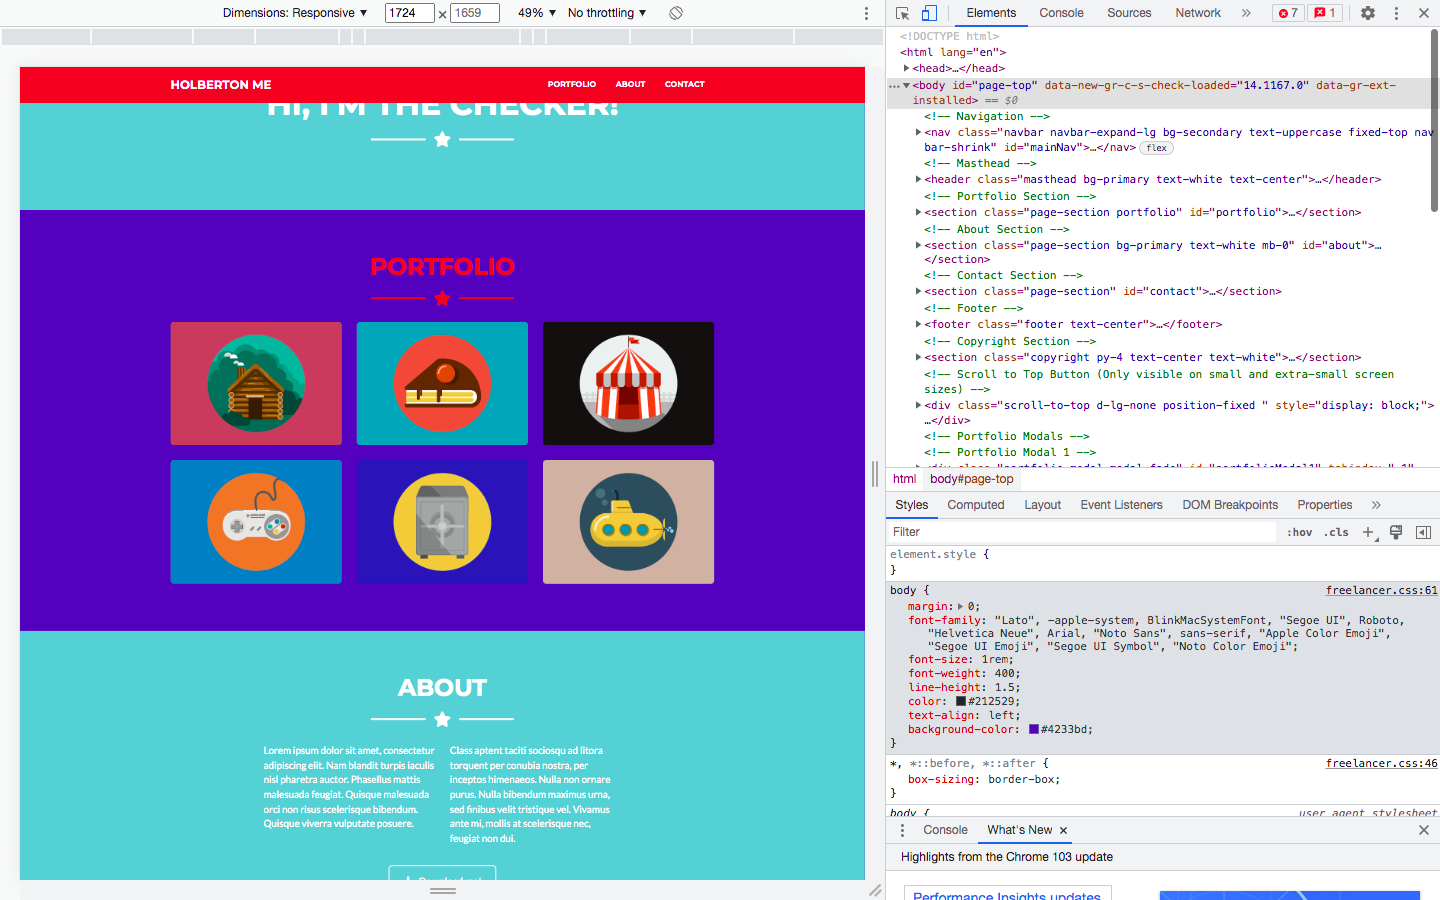 Dimensions: Responsive ▼ 1724 × 1659 49% ▼ No throttling ▼
HOLBERTON ME PORTFOLIO ABOUT CONTACT
HI, I'M THE CHECKER!
PORTFOLIO
ABOUT
Lorem ipsum dolor sit amet, consectetur
adipiscing elit. Nam blandit turpis iaculis
nisl pharetra auctor. Phasellus mattis
malesuada feugiat. Quisque malesuada
orci non risus scelerisque bibendum.
Quisque viverra vulputate posuere.
Class aptent taciti sociosqu ad litora
torquent per conubia nostra, per
inceptos himenaeos. Nulla non ornare
purus. Nulla bibendum maximus urna,
sed finibus velit tristique vel. Vivamus
ante mi, mollis at scelerisque nec,
feugiat non dui.
Download me!
Elements Console Sources Network » 7 1
<!DOCTYPE html>
<html lang="en">
<head>…</head>
<body id="page-top" data-new-gr-c-s-check-loaded="14.1167.0" data-gr-ext-
installed> == $0
<!-- Navigation -->
<nav class="navbar navbar-expand-lg bg-secondary text-uppercase fixed-top nav
bar-shrink" id="mainNav">…</nav> flex
<!-- Masthead -->
<header class="masthead bg-primary text-white text-center">…</header>
<!-- Portfolio Section -->
<section class="page-section portfolio" id="portfolio">…</section>
<!-- About Section -->
<section class="page-section bg-primary text-white mb-0" id="about">…
</section>
<!-- Contact Section -->
<section class="page-section" id="contact">…</section>
<!-- Footer -->
<footer class="footer text-center">…</footer>
<!-- Copyright Section -->
<section class="copyright py-4 text-center text-white">…</section>
<!-- Scroll to Top Button (Only visible on small and extra-small screen
sizes) -->
<div class="scroll-to-top d-lg-none position-fixed " style="display: block;">
…</div>
<!-- Portfolio Modals -->
<!-- Portfolio Modal 1 -->
<div class="portfolio-modal modal fade" id="portfolioModal1" tabindex="-1"
html body#page-top
Styles Computed Layout Event Listeners DOM Breakpoints Properties »
Filter :hov .cls +
element.style {
}
body { freelancer.css:61
margin: 0;
font-family: "Lato", -apple-system, BlinkMacSystemFont, "Segoe UI", Roboto,
"Helvetica Neue", Arial, "Noto Sans", sans-serif, "Apple Color Emoji",
"Segoe UI Emoji", "Segoe UI Symbol", "Noto Color Emoji";
font-size: 1rem;
font-weight: 400;
line-height: 1.5;
color: #212529;
text-align: left;
background-color: #4233bd;
}
*, *::before, *::after { freelancer.css:46
box-sizing: border-box;
}
body { user agent stylesheet
Console What's New ×
Highlights from the Chrome 103 update
Performance Insights updates